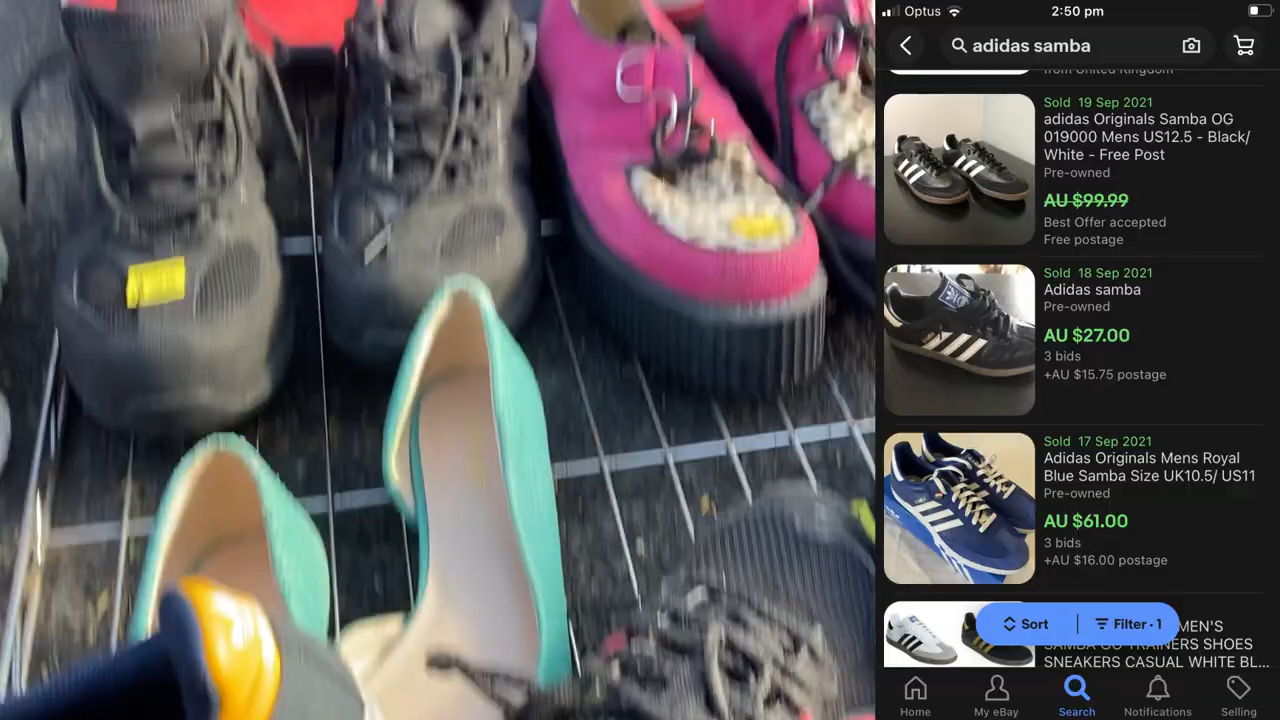 Optus
2:50 pm
adidas samba
from United Kingdom
Sold 19 Sep 2021
adidas Originals Samba OG
019000 Mens US12.5 - Black/
White - Free Post
Pre-owned
AU $99.99
Best Offer accepted
Free postage
Sold 18 Sep 2021
Adidas samba
Pre-owned
AU $27.00
3 bids
+AU $15.75 postage
Sold 17 Sep 2021
Adidas Originals Mens Royal
Blue Samba Size UK10.5/ US11
Pre-owned
AU $61.00
3 bids
+AU $16.00 postage
Sort
Filter · 1
MEN'S
SAMBA OG TRAINERS SHOES
SNEAKERS CASUAL WHITE BL...
Home
My eBay
Search
Notifications
Selling